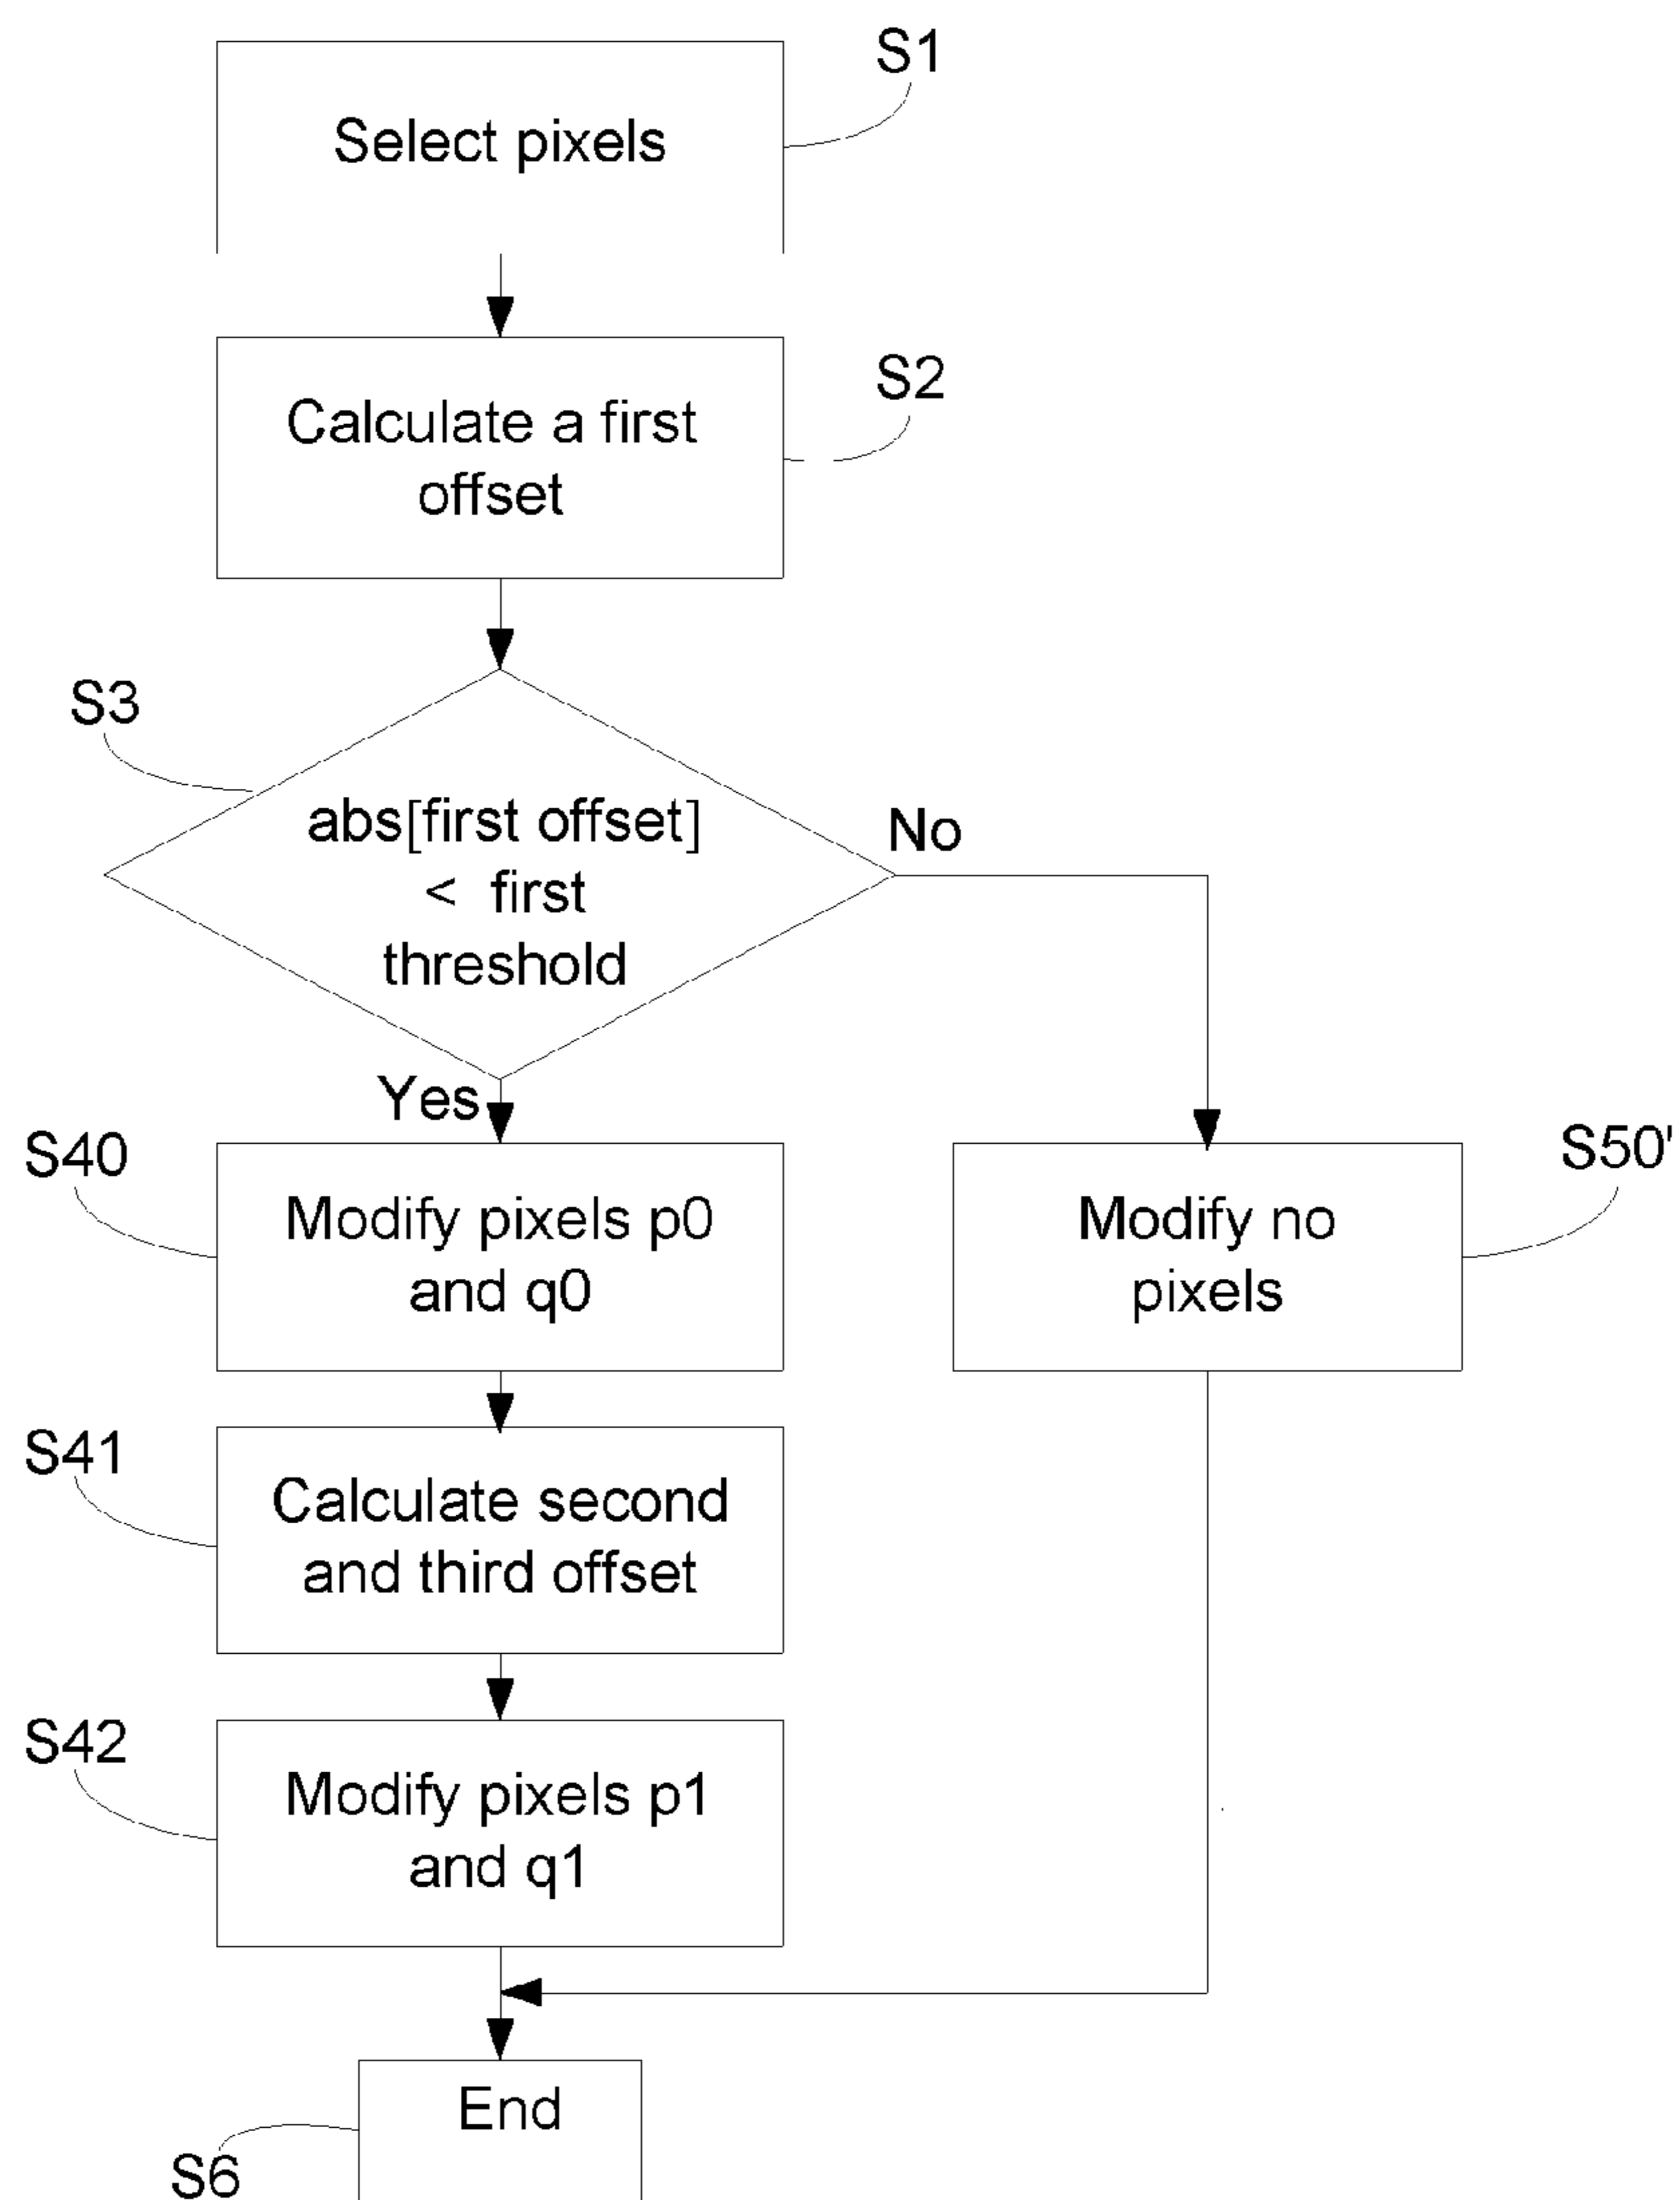 S1
Select pixels
S2
Calculate a first
offset
S3
abs[first offset]
< first
threshold
No
Yes
S40
Modify pixels p0
and q0
Modify no
pixels
S50'
S41
Calculate second
and third offset
S42
Modify pixels p1
and q1
End
S6